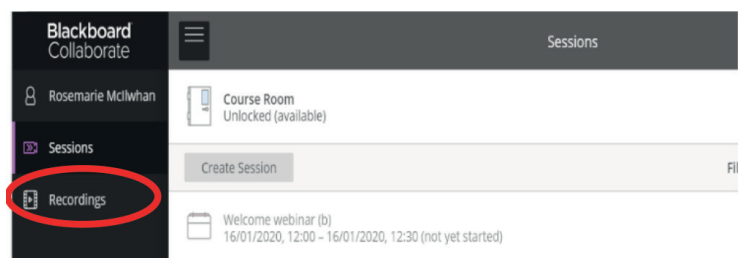 Blackboard
Collaborate
Rosemarie McIlwhan
Sessions
Recordings
Sessions
Course Room
Unlocked (available)
Create Session
Fil
Welcome webinar (b)
16/01/2020, 12:00 – 16/01/2020, 12:30 (not yet started)